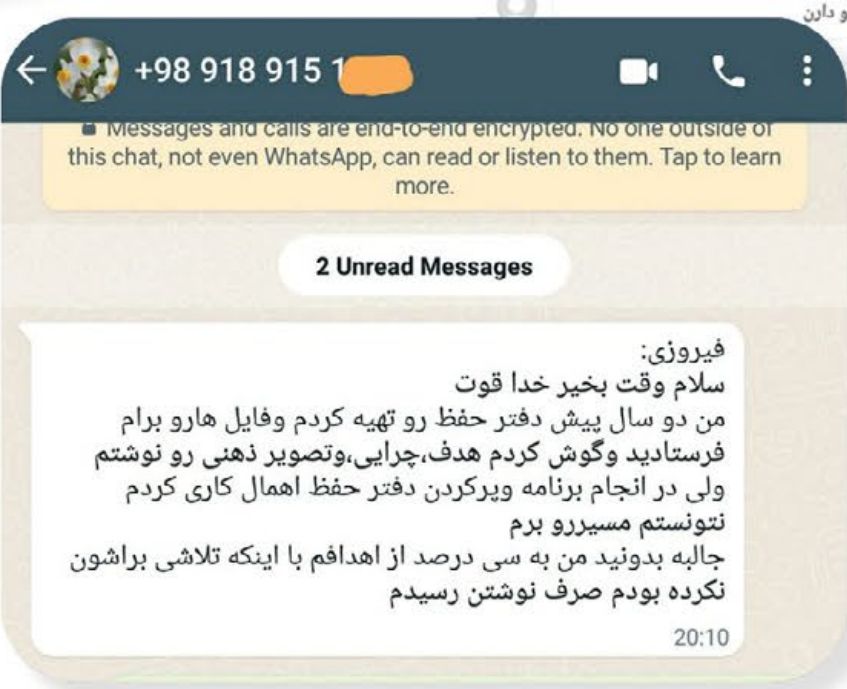 و دارن
+98 918 915 1
Messages and calls are end-to-end encrypted. No one outside of
this chat, not even WhatsApp, can read or listen to them. Tap to learn
more.
2 Unread Messages
فیروزی:
سلام وقت بخیر خدا قوت
من دو سال پیش دفتر حفظ رو تهیه کردم وفایل هارو برام
فرستادید وگوش کردم هدف،چرایی،وتصویر ذهنی رو نوشتم
ولی در انجام برنامه وپرکردن دفتر حفظ اهمال کاری کردم
نتونستم مسیررو برم
جالبه بدونید من به سی درصد از اهدافم با اینکه تلاشی براشون
نکرده بودم صرف نوشتن رسیدم
20:10